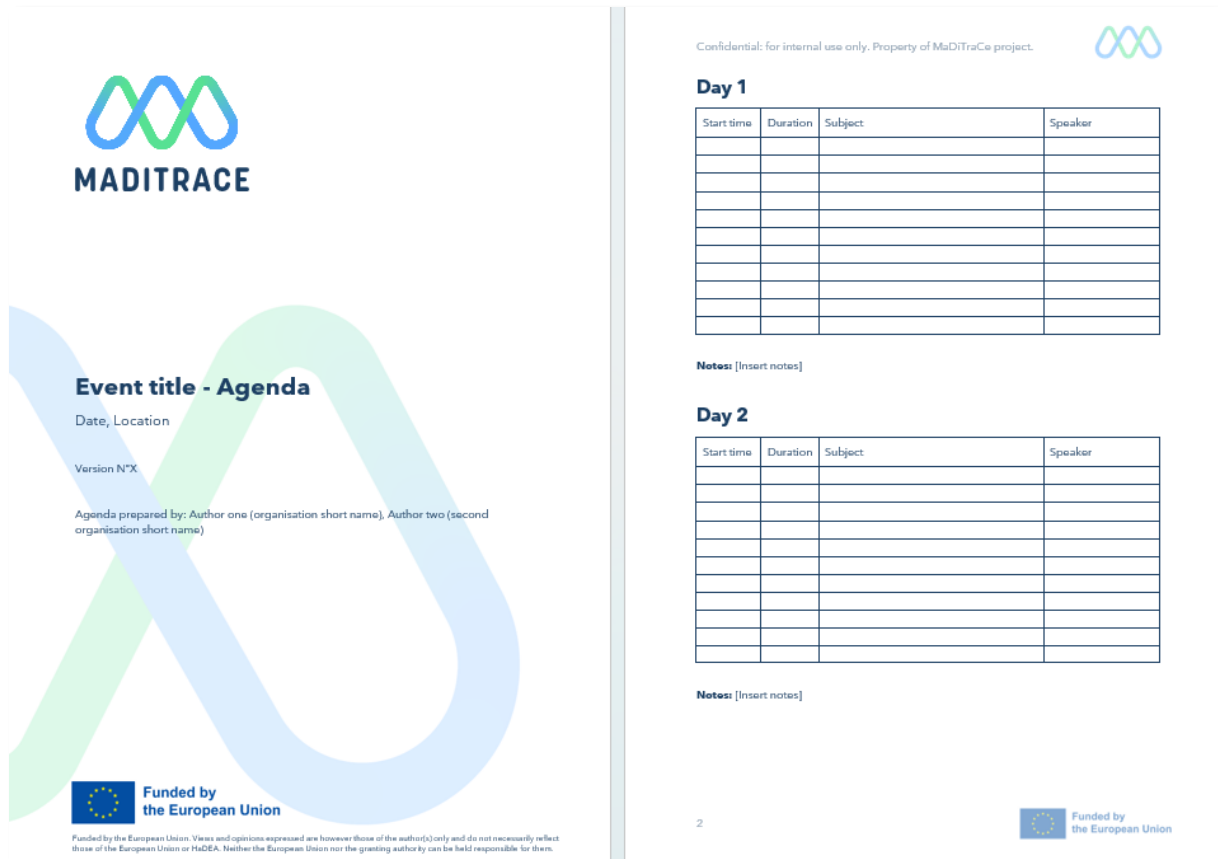 MADITRACE
Event title - Agenda
Date, Location
Version N°X
Agenda prepared by: Author one (organisation short name), Author two (second
organisation short name)
Funded by
the European Union
Funded by the European Union. Views and opinions expressed are however those of the author(s) only and do not necessarily reflect
those of the European Union or HaDEA. Neither the European Union nor the granting authority can be held responsible for them.
Confidential: for internal use only. Property of MaDiTraCe project.
Day 1
Start time Duration Subject Speaker
Notes: [Insert notes]
Day 2
Start time Duration Subject Speaker
Notes: [Insert notes]
2
Funded by
the European Union